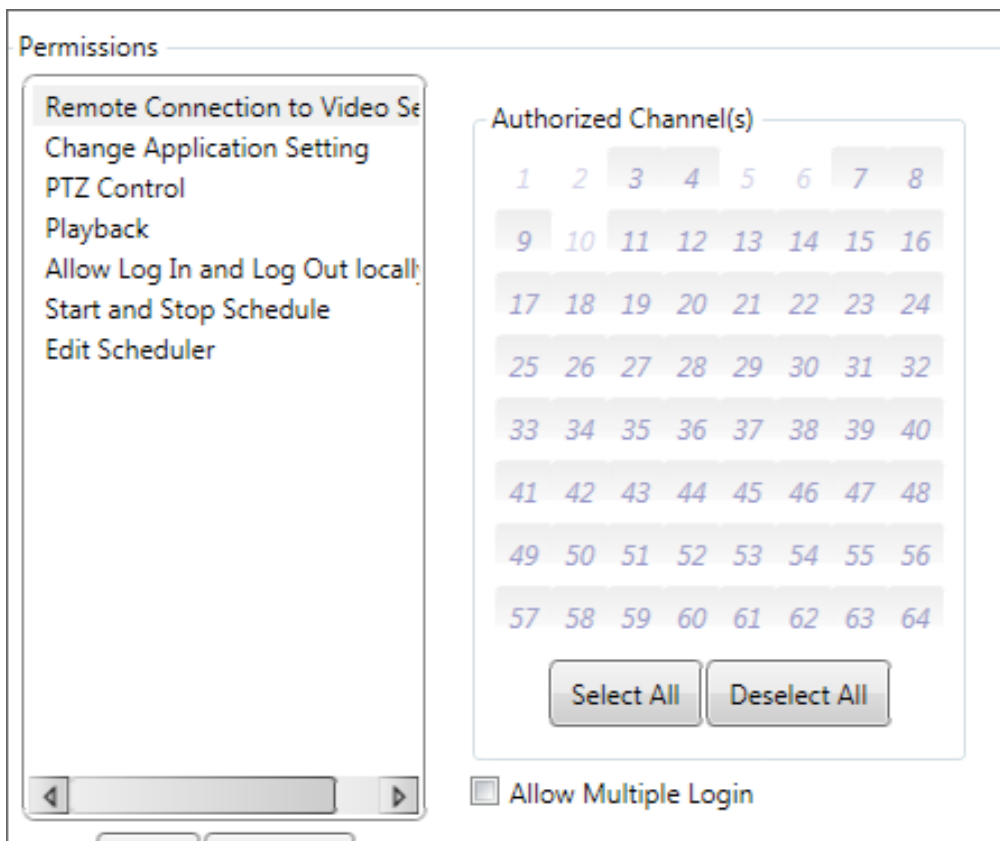 Permissions
Remote Connection to Video Se
Change Application Setting
PTZ Control
Playback
Allow Log In and Log Out locall
Start and Stop Schedule
Edit Scheduler
Authorized Channel(s)
1 2 3 4 5 6 7 8
9 10 11 12 13 14 15 16
17 18 19 20 21 22 23 24
25 26 27 28 29 30 31 32
33 34 35 36 37 38 39 40
41 42 43 44 45 46 47 48
49 50 51 52 53 54 55 56
57 58 59 60 61 62 63 64
Select All Deselect All
Allow Multiple Login